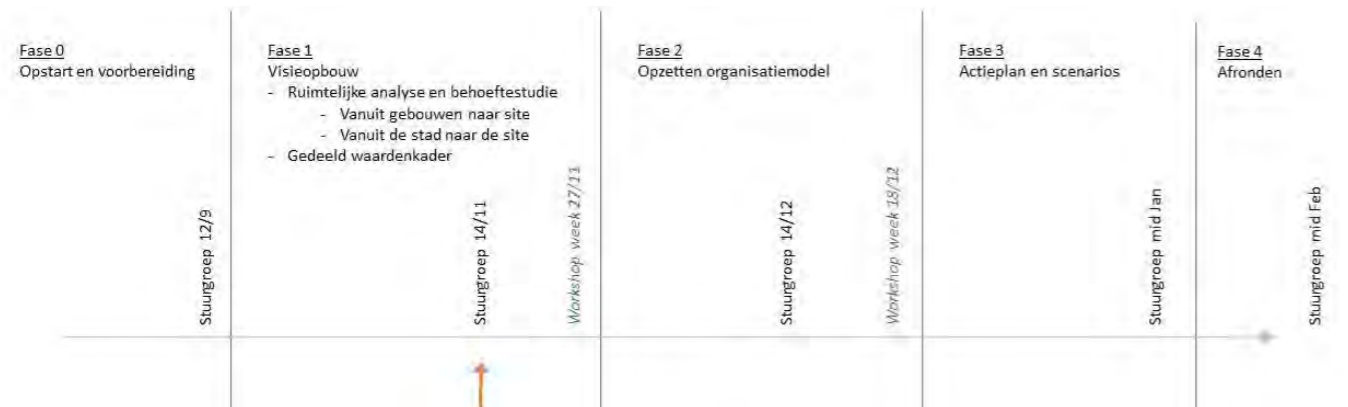 Fase 0
Opstart en voorbereiding
Stuurgroep 12/9
Fase 1
Visieopbouw
- Ruimtelijke analyse en behoeftestudie
- Vanuit gebouwen naar site
- Vanuit de stad naar de site
- Gedeeld waardenkader
Stuurgroep 14/11
Workshop week 27/11
Fase 2
Opzetten organisatiemodel
Stuurgroep 14/12
Workshop week 18/12
Fase 3
Actieplan en scenarios
Stuurgroep mid Jan
Fase 4
Afronden
Stuurgroep mid Feb